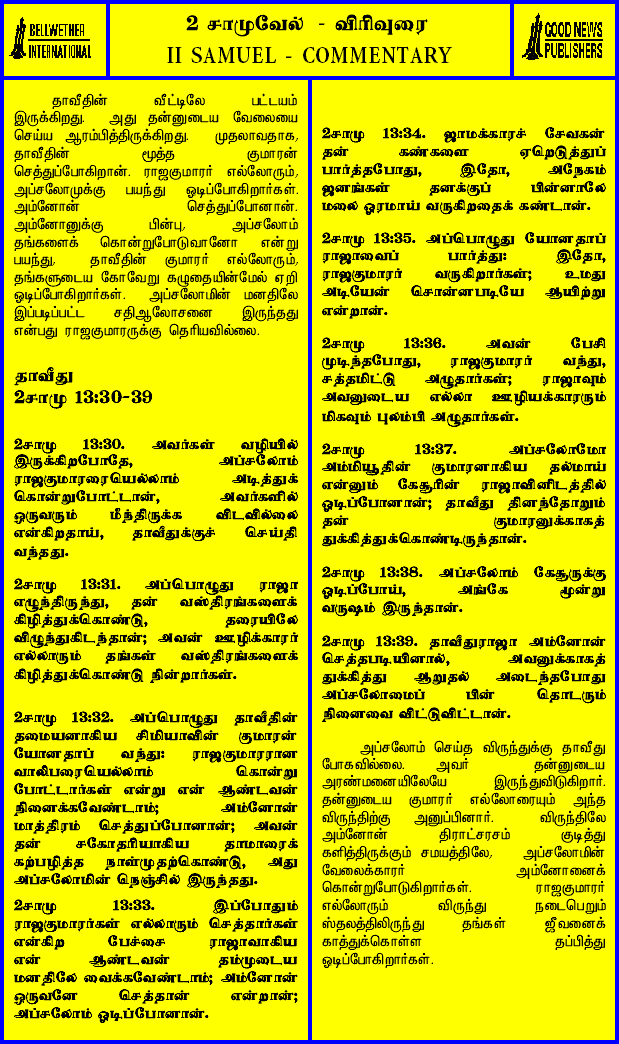 BELLWETHER
INTERNATIONAL
2 சாமுவேல் - விரிவுரை
II SAMUEL - COMMENTARY
GOOD NEWS
PUBLISHERS
தாவீதின் வீட்டிலே பட்டயம்
இருக்கிறது. அது தன்னுடைய வேலையை
செய்ய ஆரம்பித்திருக்கிறது. முதலாவதாக,
தாவீதின் மூத்த குமாரன்
செத்துப்போகிறான். ராஜகுமாரர் எல்லோரும்,
அப்சலோமுக்கு பயந்து ஓடிப்போகிறார்கள்.
அம்னோன் செத்துப்போனான்.
அம்னோனுக்கு பின்பு, அப்சலோம்
தங்களைக் கொன்றுபோடுவானோ என்று
பயந்து, தாவீதின் குமாரர் எல்லோரும்,
தங்களுடைய கோவேறு கழுதையின்மேல் ஏறி
ஓடிப்போகிறார்கள். அப்சலோமின் மனதிலே
இப்படிப்பட்ட சதிஆலோசனை இருந்தது
என்பது ராஜகுமாரருக்கு தெரியவில்லை.
தாவீது
2சாமு 13:30-39
2சாமு 13:30. அவர்கள் வழியில்
இருக்கிறபோதே, அப்சலோம்
ராஜகுமாரரையெல்லாம் அடித்துக்
கொன்றுபோட்டான், அவர்களில்
ஒருவரும் மீந்திருக்க விடவில்லை
என்கிறதாய், தாவீதுக்குச் செய்தி
வந்தது.
2சாமு 13:31. அப்பொழுது ராஜா
எழுந்திருந்து, தன் வஸ்திரங்களைக்
கிழித்துக்கொண்டு, தரையிலே
விழுந்துகிடந்தான்; அவன் ஊழிக்காரர்
எல்லாரும் தங்கள் வஸ்திரங்களைக்
கிழித்துக்கொண்டு நின்றார்கள்.
2சாமு 13:32. அப்பொழுது தாவீதின்
தமையனாகிய சிமியாவின் குமாரன்
யோனதாப் வந்து: ராஜகுமாரரான
வாலிபரையெல்லாம் கொன்று
போட்டார்கள் என்று என் ஆண்டவன்
நினைக்கவேண்டாம்; அம்னோன்
மாத்திரம் செத்துப்போனான்; அவன்
தன் சகோதரியாகிய தாமாரைக்
கற்பழித்த நாள்முதற்கொண்டு, அது
அப்சலோமின் நெஞ்சில் இருந்தது.
2சாமு 13:33. இப்போதும்
ராஜகுமாரர்கள் எல்லாரும் செத்தார்கள்
என்கிற பேச்சை ராஜாவாகிய
என் ஆண்டவன் தம்முடைய
மனதிலே வைக்கவேண்டாம்; அம்னோன்
ஒருவனே செத்தான் என்றான்;
அப்சலோம் ஓடிப்போனான்.
2சாமு 13:34. ஜாமக்காரச் சேவகன்
தன் கண்களை ஏறெடுத்துப்
பார்த்தபோது, இதோ, அநேகம்
ஜனங்கள் தனக்குப் பின்னாலே
மலை ஓரமாய் வருகிறதைக் கண்டான்.
2சாமு 13:35. அப்பொழுது யோனதாப்
ராஜாவைப் பார்த்து: இதோ,
ராஜகுமாரர் வருகிறார்கள்; உமது
அடியேன் சொன்னபடியே ஆயிற்று
என்றான்.
2சாமு 13:36. அவன் பேசி
முடிந்தபோது, ராஜகுமாரர் வந்து,
சத்தமிட்டு அழுதார்கள்; ராஜாவும்
அவனுடைய எல்லா ஊழியக்காரரும்
மிகவும் புலம்பி அழுதார்கள்.
2சாமு 13:37. அப்சலோமோ
அம்மியூதின் குமாரனாகிய தல்மாய்
என்னும் கேசூரின் ராஜாவினிடத்தில்
ஓடிப்போனான்; தாவீது தினந்தோறும்
தன் குமாரனுக்காகத்
துக்கித்துக்கொண்டிருந்தான்.
2சாமு 13:38. அப்சலோம் கேசூருக்கு
ஓடிப்போய், அங்கே மூன்று
வருஷம் இருந்தான்.
2சாமு 13:39. தாவீதுராஜா அம்னோன்
செத்தபடியினால், அவனுக்காகத்
துக்கித்து ஆறுதல் அடைந்தபோது
அப்சலோமைப் பின் தொடரும்
நினைவை விட்டுவிட்டான்.
அப்சலோம் செய்த விருந்துக்கு தாவீது
போகவில்லை. அவர் தன்னுடைய
அரண்மனையிலேயே இருந்துவிடுகிறார்.
தன்னுடைய குமாரர் எல்லோரையும் அந்த
விருந்திற்கு அனுப்பினார். விருந்திலே
அம்னோன் திராட்சரசம் குடித்து
களித்திருக்கும் சமயத்திலே, அப்சலோமின்
வேலைக்காரர் அம்னோனைக்
கொன்றுபோடுகிறார்கள். ராஜகுமாரர்
எல்லோரும் விருந்து நடைபெறும்
ஸ்தலத்திலிருந்து தங்கள் ஜீவனைக்
காத்துக்கொள்ள தப்பித்து
ஓடிப்போகிறார்கள்.